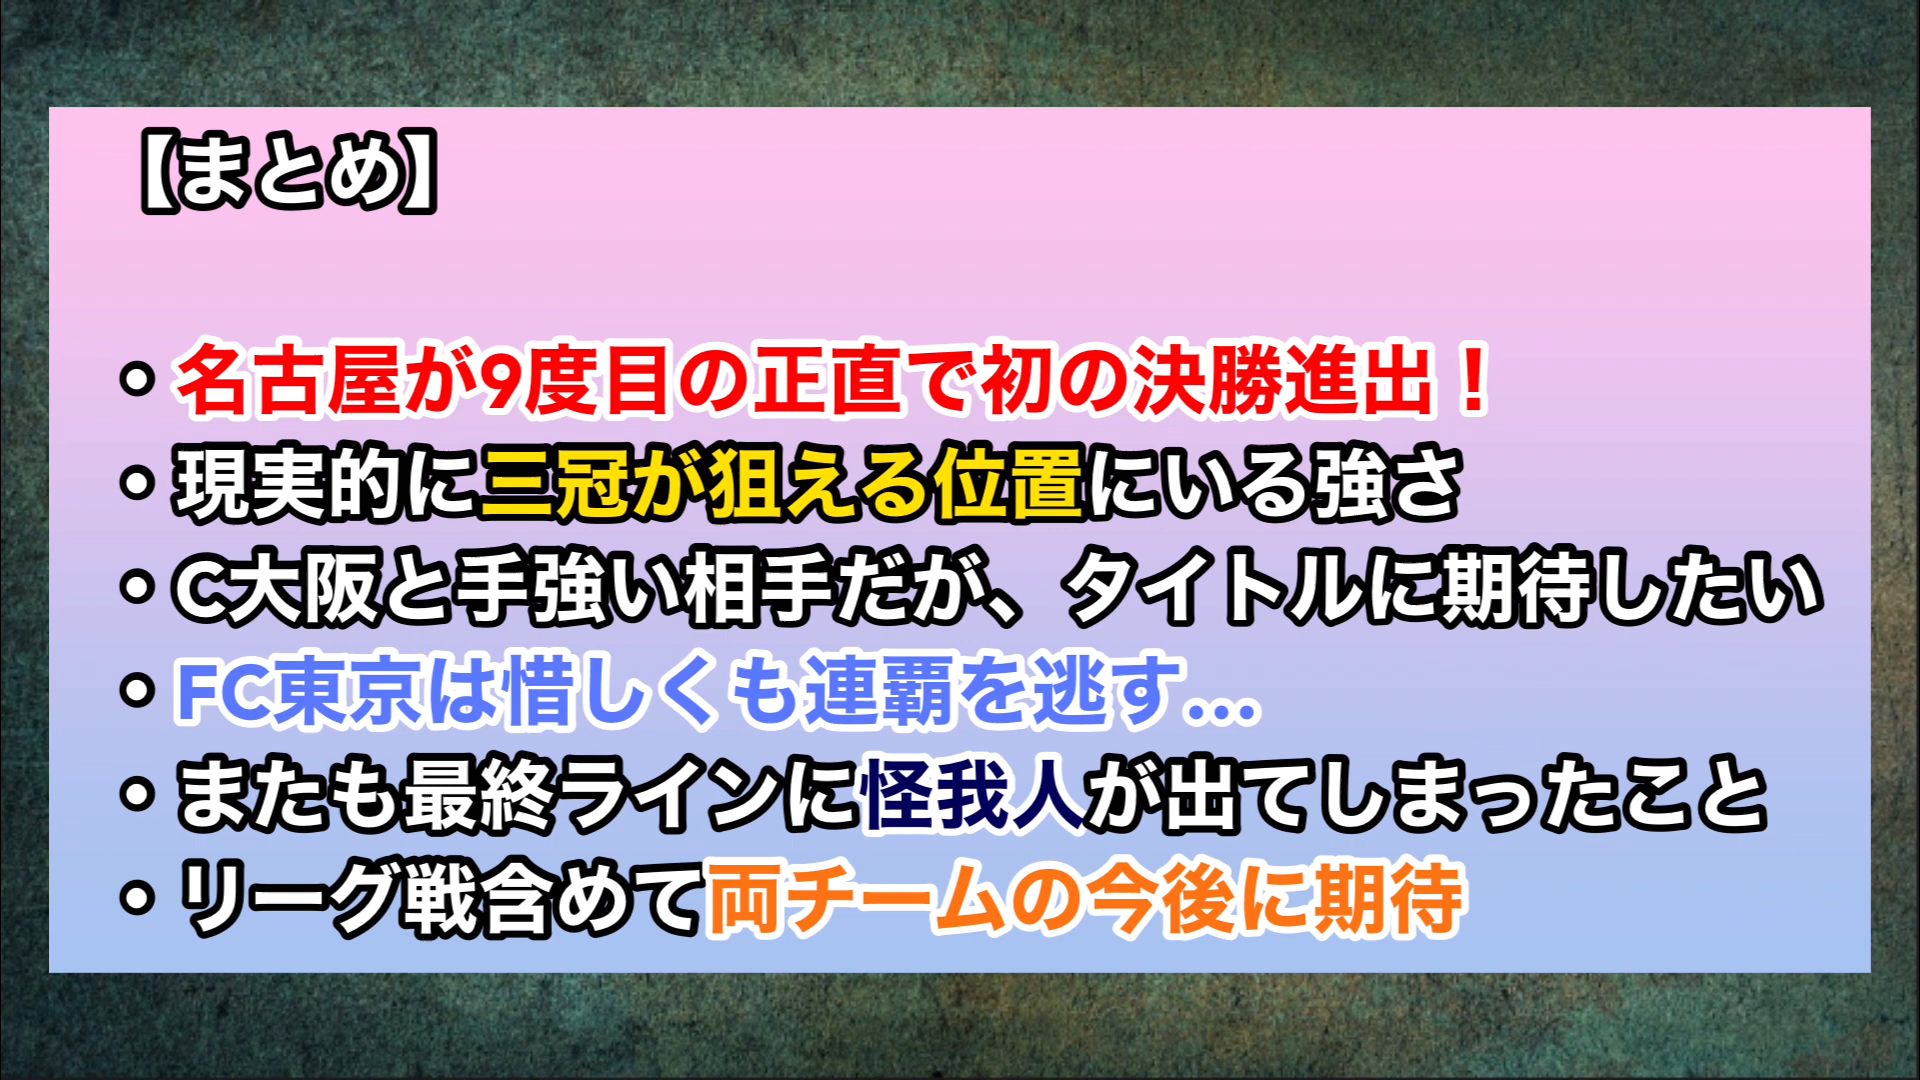 【まとめ】
• 名古屋が9度目の正直で初の決勝進出！
• 現実的に三冠が狙える位置にいる強さ
• C大阪と手強い相手だが、タイトルに期待したい
• FC東京は惜しくも連覇を逃す...
• またも最終ラインに怪我人が出てしまったこと
• リーグ戦含めて両チームの今後に期待